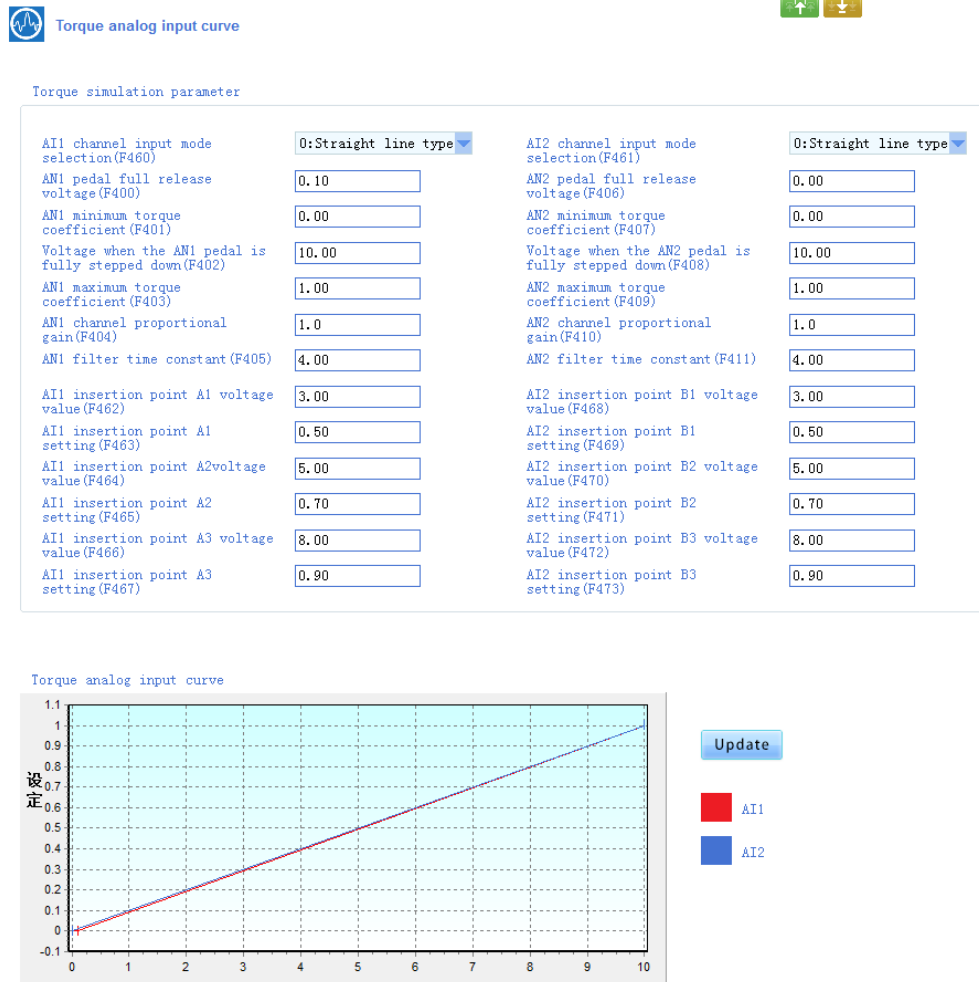 Torque analog input curve
Torque simulation parameter
AI1 channel input mode
selection(F460)
0:Straight line type
AI2 channel input mode
selection(F461)
0:Straight line type
AN1 pedal full release
voltage(F400)
0.10
AN2 pedal full release
voltage(F406)
0.00
AN1 minimum torque
coefficient(F401)
0.00
AN2 minimum torque
coefficient(F407)
0.00
Voltage when the AN1 pedal is
fully stepped down(F402)
10.00
Voltage when the AN2 pedal is
fully stepped down(F408)
10.00
AN1 maximum torque
coefficient(F403)
1.00
AN2 maximum torque
coefficient(F409)
1.00
AN1 channel proportional
gain(F404)
1.0
AN2 channel proportional
gain(F410)
1.0
AN1 filter time constant(F405)
4.00
AN2 filter time constant(F411)
4.00
AI1 insertion point A1 voltage
value(F462)
3.00
AI2 insertion point B1 voltage
value(F468)
3.00
AI1 insertion point A1
setting(F463)
0.50
AI2 insertion point B1
setting(F469)
0.50
AI1 insertion point A2voltage
value(F464)
5.00
AI2 insertion point B2 voltage
value(F470)
5.00
AI1 insertion point A2
setting(F465)
0.70
AI2 insertion point B2
setting(F471)
0.70
AI1 insertion point A3 voltage
value(F466)
8.00
AI2 insertion point B3 voltage
value(F472)
8.00
AI1 insertion point A3
setting(F467)
0.90
AI2 insertion point B3
setting(F473)
0.90
Torque analog input curve
1.1
1
0.9
0.8
0.7
0.6
0.5
0.4
0.3
0.2
0.1
0
-0.1
设
定
0 1 2 3 4 5 6 7 8 9 10
Update
AI1
AI2